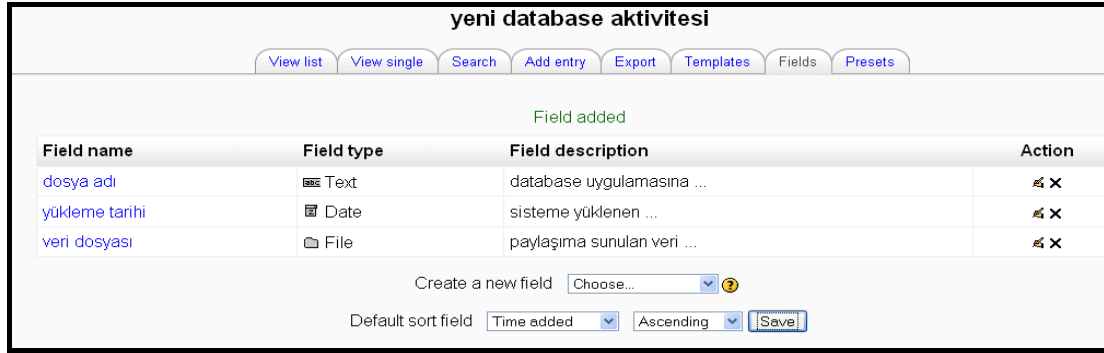 yeni database aktivitesi
View list View single Search Add entry Export Templates Fields Presets
Field added
Field name Field type Field description Action
dosya adı Text database uygulamasına ...
yükleme tarihi Date sisteme yüklenen ...
veri dosyası File paylaşıma sunulan veri ...
Create a new field Choose... ?
Default sort field Time added Ascending Save